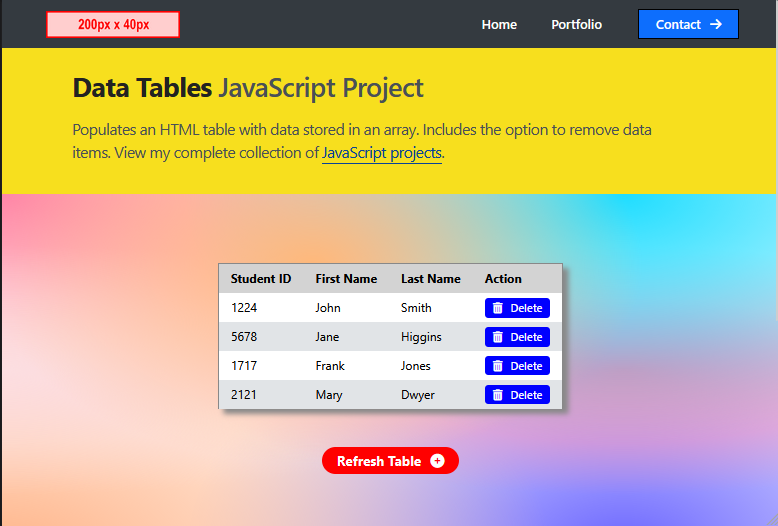 200px x 40px
Home Portfolio Contact
Data Tables JavaScript Project
Populates an HTML table with data stored in an array. Includes the option to remove data
items. View my complete collection of JavaScript projects.
Student ID First Name Last Name Action
1224 John Smith Delete
5678 Jane Higgins Delete
1717 Frank Jones Delete
2121 Mary Dwyer Delete
Refresh Table